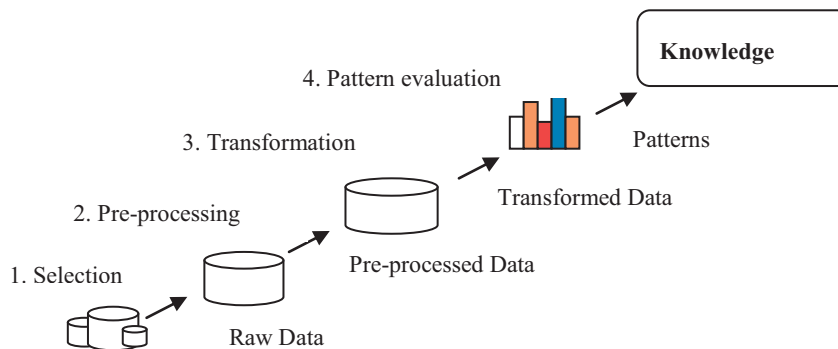 Knowledge
4. Pattern evaluation
Patterns
3. Transformation
Transformed Data
2. Pre-processing
Pre-processed Data
1. Selection
Raw Data